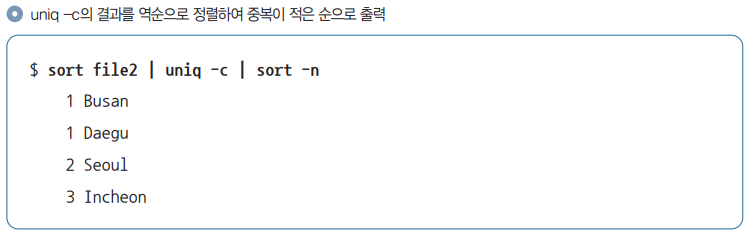 uniq –c의 결과를 역순으로 정렬하여 중복이 적은 순으로 출력
$ sort file2 | uniq -c | sort -n
1 Busan
1 Daegu
2 Seoul
3 Incheon